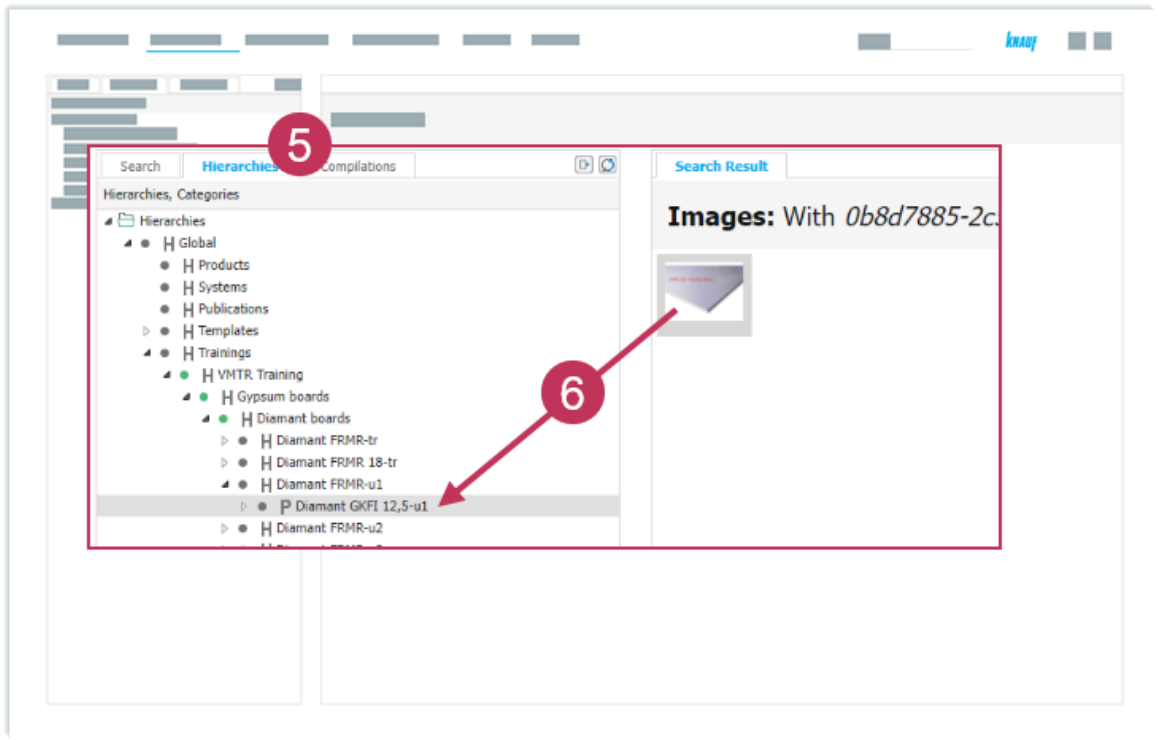 KNAUF
5
Search
Hierarchies
Compilations
Search Result
Hierarchies, Categories
Images: With 0b8d7885-2c
Hierarchies
H Global
H Products
H Systems
H Publications
H Templates
H Trainings
H VMTR Training
6
H Gypsum boards
H Diamant boards
H Diamant FRMR-tr
H Diamant FRMR 18-tr
H Diamant FRMR-u1
P Diamant GKFI 12,5-u1
H Diamant FRMR-u2